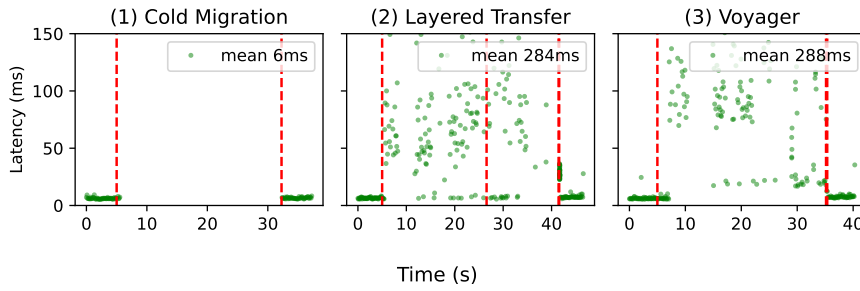 (1) Cold Migration
(2) Layered Transfer
(3) Voyager
Latency (ms)
150
100
50
0
mean 6ms
mean 284ms
mean 288ms
0 10 20 30
0 10 20 30 40
0 10 20 30 40
Time (s)